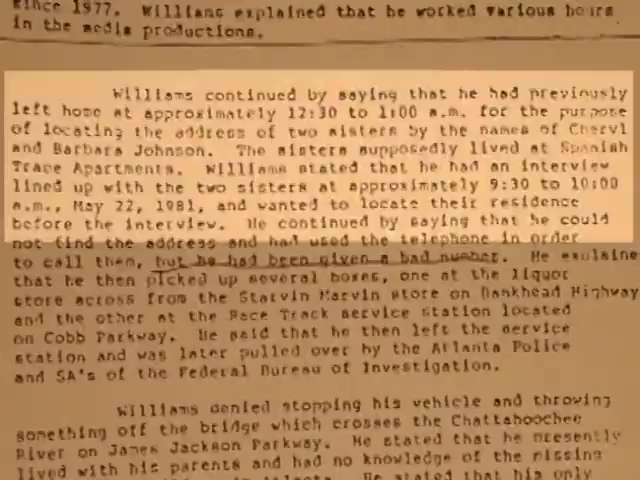 since 1977. Williams explained that he worked various hours
in the media productions.
Williams continued by saying that he had previously
left home at approximately 12:30 to 1:00 a.m. for the purpose
of locating the address of two sisters by the names of Cheryl
and Barbara Johnson. The sisters supposedly lived at Spanish
Trace Apartments. Williams stated that he had an interview
lined up with the two sisters at approximately 9:30 to 10:00
a.m., May 22, 1981, and wanted to locate their residence
before the interview. He continued by saying that he could
not find the address and had used the telephone in order
to call them, but he had been given a bad number. He explaine
that he then picked up several boxes, one at the liquor
store across from the Starvin Marvin store on Bankhead Highway
and the other at the Race Track service station located
on Cobb Parkway. He said that he then left the service
station and was later pulled over by the Atlanta Police
and SA's of the Federal Bureau of Investigation.
Williams denied stopping his vehicle and throwing
something off the bridge which crosses the Chattahoochee
River on James Jackson Parkway. He stated that he presently
lived with his parents and had no knowledge of the missing
He stated that his only